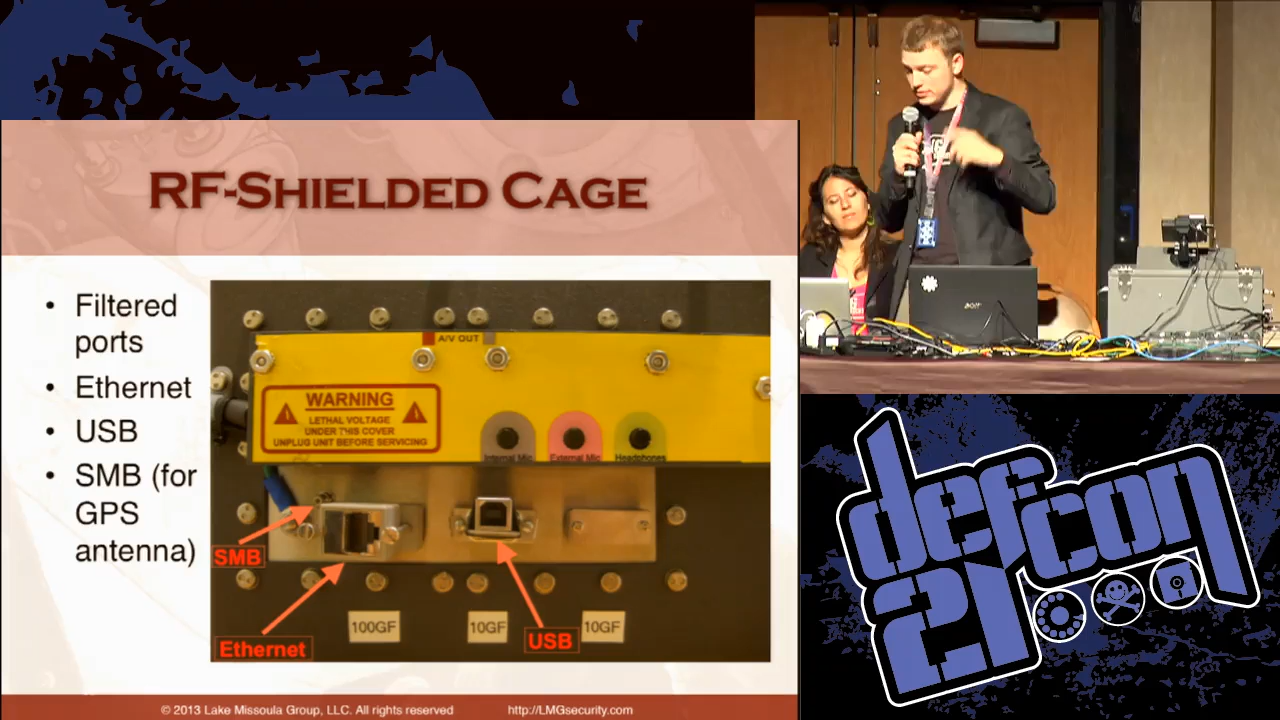 RF-Shielded Cage
• Filtered
ports
• Ethernet
• USB
• SMB (for
GPS
antenna)
A/V OUT
WARNING
LETHAL VOLTAGE
UNDER THIS COVER
UNPLUG UNIT BEFORE SERVICING
Internal Mic
External Mic
Headphones
SMB
Ethernet
USB
100GF
10GF
10GF
© 2013 Lake Missoula Group, LLC. All rights reserved
http://LMGsecurity.com
acer
defcon
21